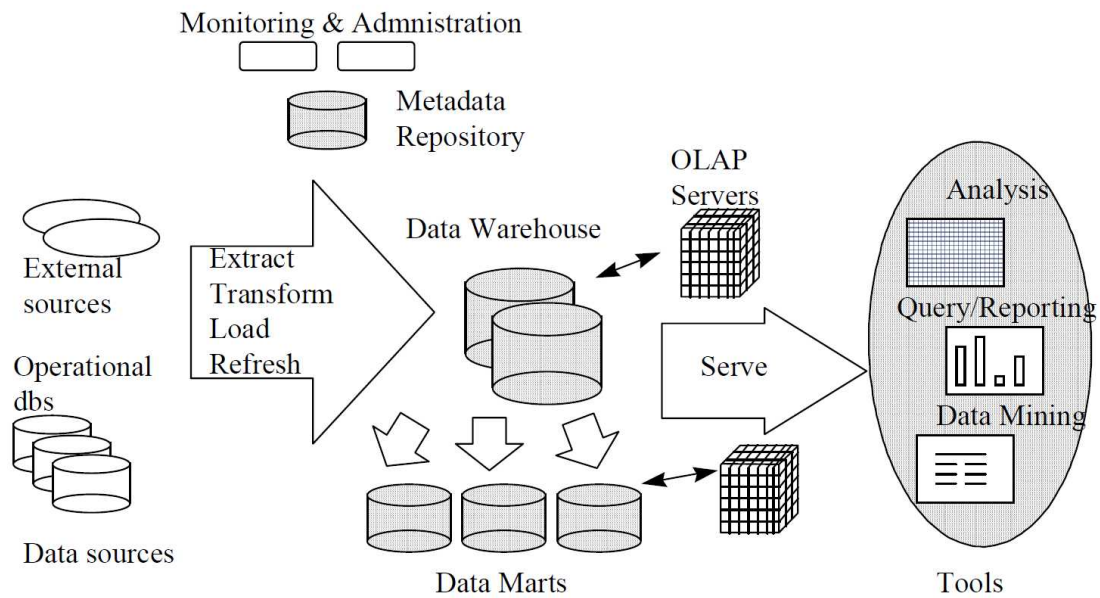 Monitoring & Admnistration
Metadata
Repository
OLAP
Servers
Analysis
Data Warehouse
External
sources
Extract
Transform
Load
Refresh
Query/Reporting
Serve
Operational
dbs
Data Mining
Data sources
Data Marts
Tools